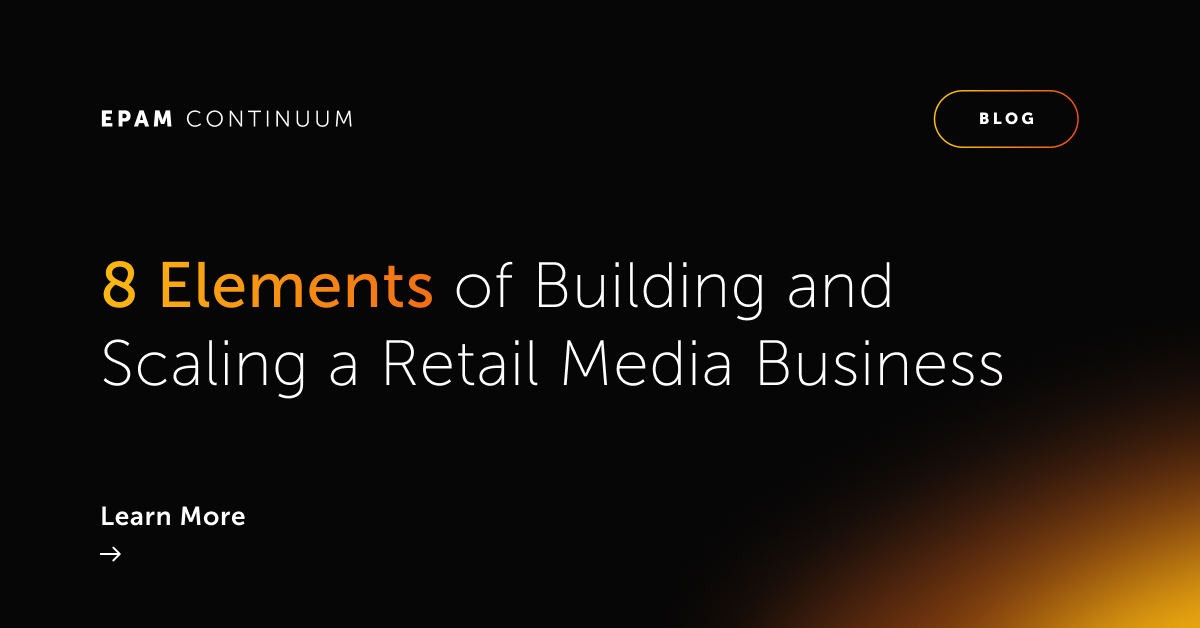 EPAM CONTINUUM
BLOG
8 Elements of Building and
Scaling a Retail Media Business
Learn More